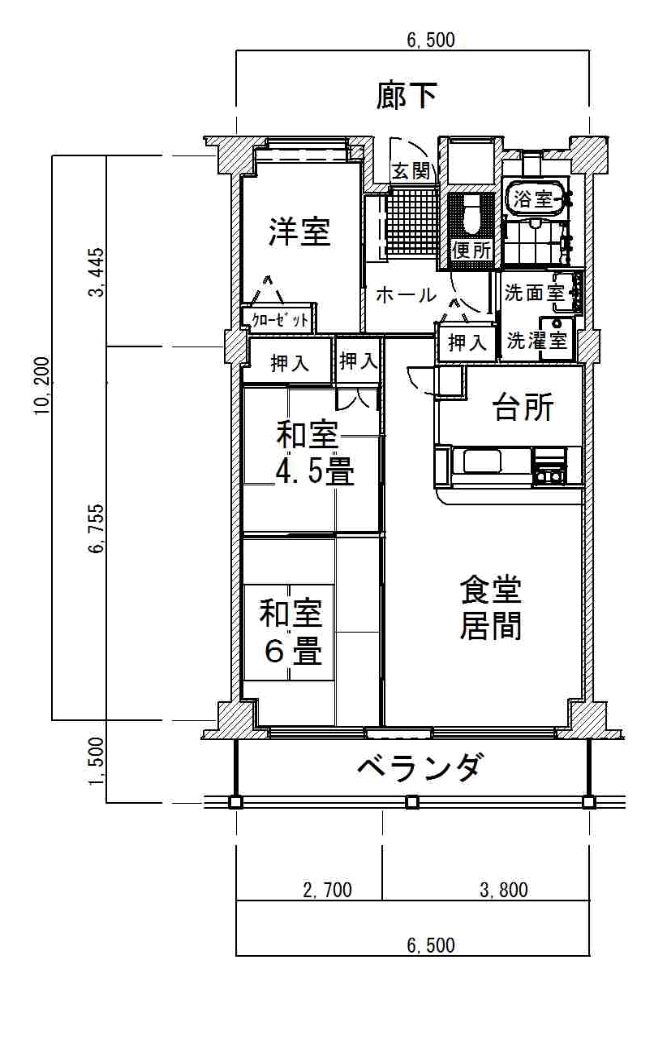 6,500
廊下
玄関
浴室
洋室
便所
3,445
ホール
洗面室
ｸﾛｰｾﾞｯﾄ
洗濯室
押入
押入
押入
10,200
台所
和室
4.5畳
6,755
食堂
居間
和室
６畳
1,500
ベランダ
2,700
3,800
6,500